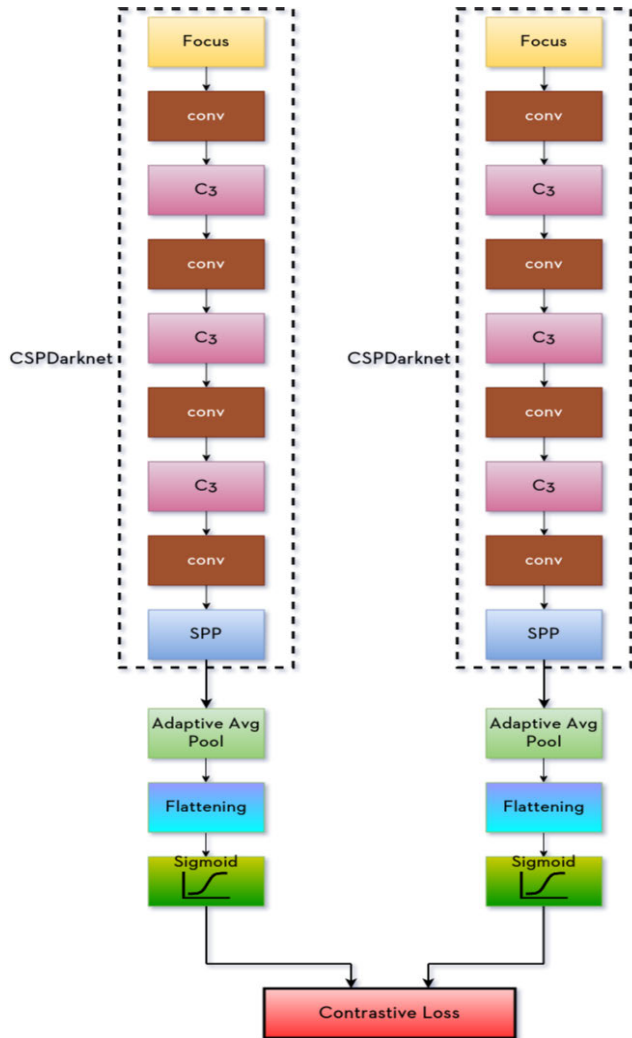 Focus
conv
C3
conv
C3
CSPDarknet
conv
C3
conv
SPP
Adaptive Avg
Pool
Flattening
Sigmoid
Focus
conv
C3
conv
C3
CSPDarknet
conv
C3
conv
SPP
Adaptive Avg
Pool
Flattening
Sigmoid
Contrastive Loss